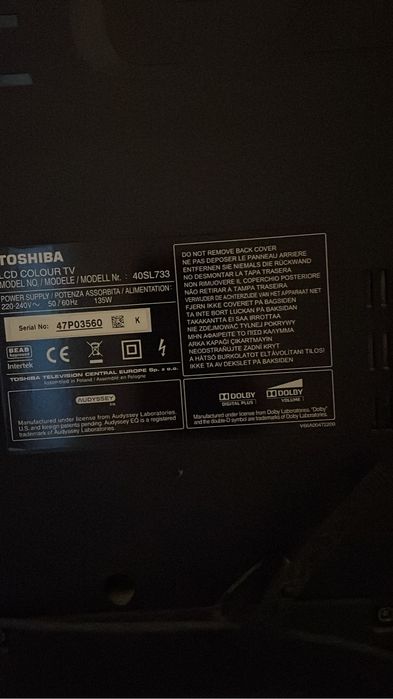 TOSHIBA
LCD COLOUR TV
MODEL NO. / MODELE / MODELL Nr. : 40SL733
POWER SUPPLY / POTENZA ASSORBITA / ALIMENTATION:
220-240V～ 50 / 60Hz 135W
Serial No: 47P03560 K
BEAB
Intertek
CE
TOSHIBA TELEVISION CENTRAL EUROPE Sp. z o.o.
Assembled in Poland / Assemblé en Pologne
AUDYSSEY
EQ
Manufactured under license from Audyssey Laboratories.
U.S. and foreign patents pending. Audyssey EQ is a registered
trademark of Audyssey Laboratories.
DO NOT REMOVE BACK COVER
NE PAS DEPOSER LE PANNEAU ARRIERE
ENTFERNEN SIE NIEMALS DIE RÜCKWAND
NO DESMONTAR LA TAPA TRASERA
NON RIMUOVERE IL COPERCHIO POSTERIORE
NÃO RETIRAR A TAMPA TRASEIRA
VERWIJDER DE ACHTERZIJDE VAN HET APPARAAT NIET
FJERN IKKE COVERET PÅ BAGSIDEN
TA INTE BORT LUCKAN PÅ BAKSIDAN
TAKAKANTTA EI SAA IRROTTAA
NIE ZDEJMOWAĆ TYLNEJ POKRYWY
ΜΗΝ ΑΦΑΙΡΕΙΤΕ ΤΟ ΠΙΣΩ ΚΑΛΥΜΜΑ
ARKA KAPAĞI ÇIKARTMAYIN
NEODSTRAŇUJTE ZADNÍ KRYT
A HÁTSÓ BURKOLATOT ELTÁVOLÍTANI TILOS!
IKKE TA AV DEKSLET PÅ BAKSIDEN
DOLBY
DIGITAL PLUS
DOLBY
VOLUME
Manufactured under license from Dolby Laboratories. "Dolby"
and the double-D symbol are trademarks of Dolby Laboratories.